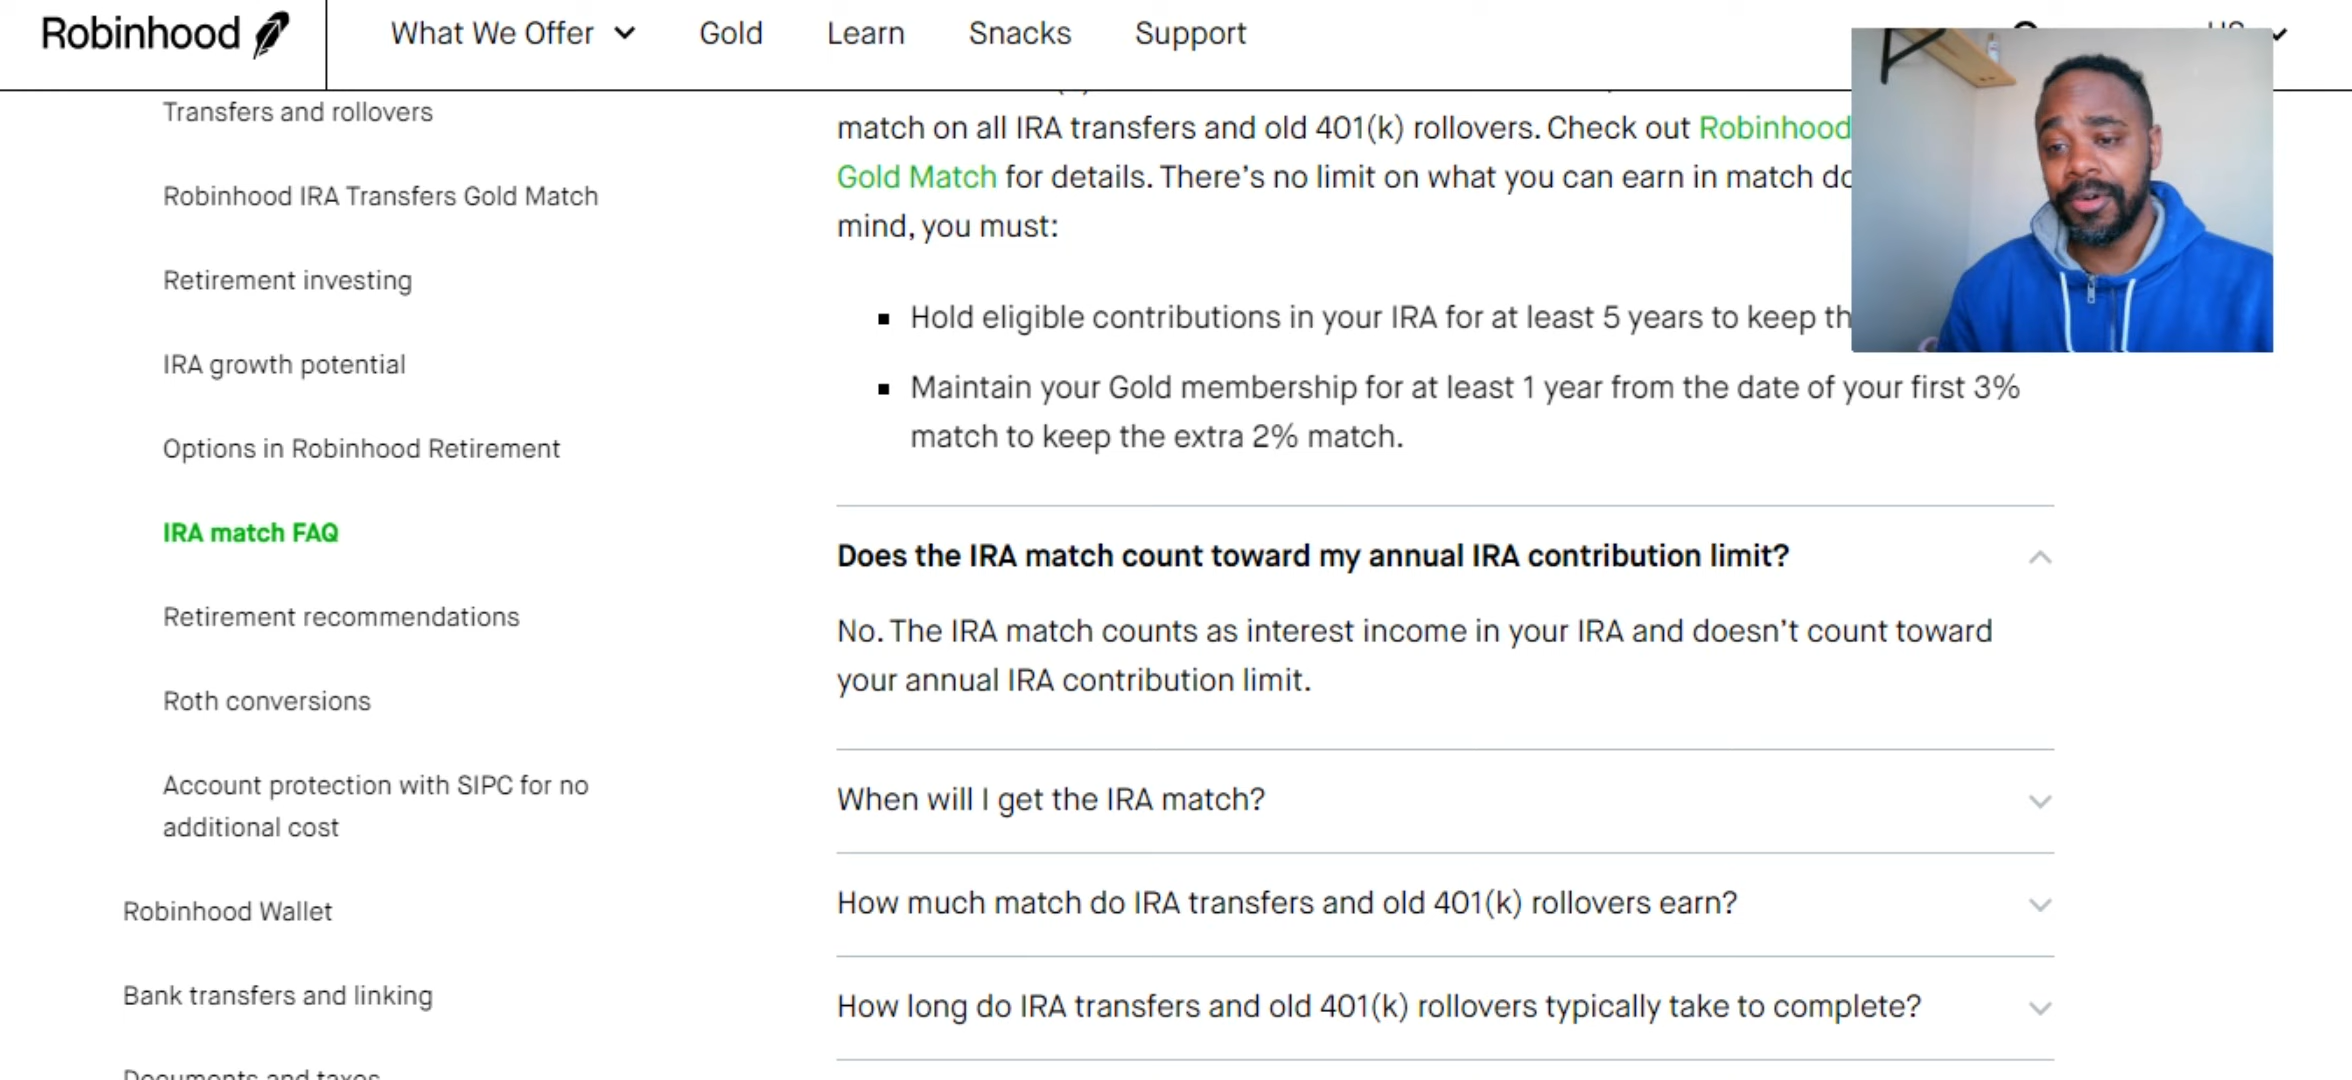 Robinhood
What We Offer
Gold
Learn
Snacks
Support
Transfers and rollovers
Robinhood IRA Transfers Gold Match
Retirement investing
IRA growth potential
Options in Robinhood Retirement
IRA match FAQ
Retirement recommendations
Roth conversions
Account protection with SIPC for no
additional cost
Robinhood Wallet
Bank transfers and linking
Documents and taxes
match on all IRA transfers and old 401(k) rollovers. Check out Robinhood
Gold Match for details. There's no limit on what you can earn in match
mind, you must:
▪ Hold eligible contributions in your IRA for at least 5 years to keep
▪ Maintain your Gold membership for at least 1 year from the date of your first 3%
match to keep the extra 2% match.
Does the IRA match count toward my annual IRA contribution limit?
No. The IRA match counts as interest income in your IRA and doesn't count toward
your annual IRA contribution limit.
When will I get the IRA match?
How much match do IRA transfers and old 401(k) rollovers earn?
How long do IRA transfers and old 401(k) rollovers typically take to complete?